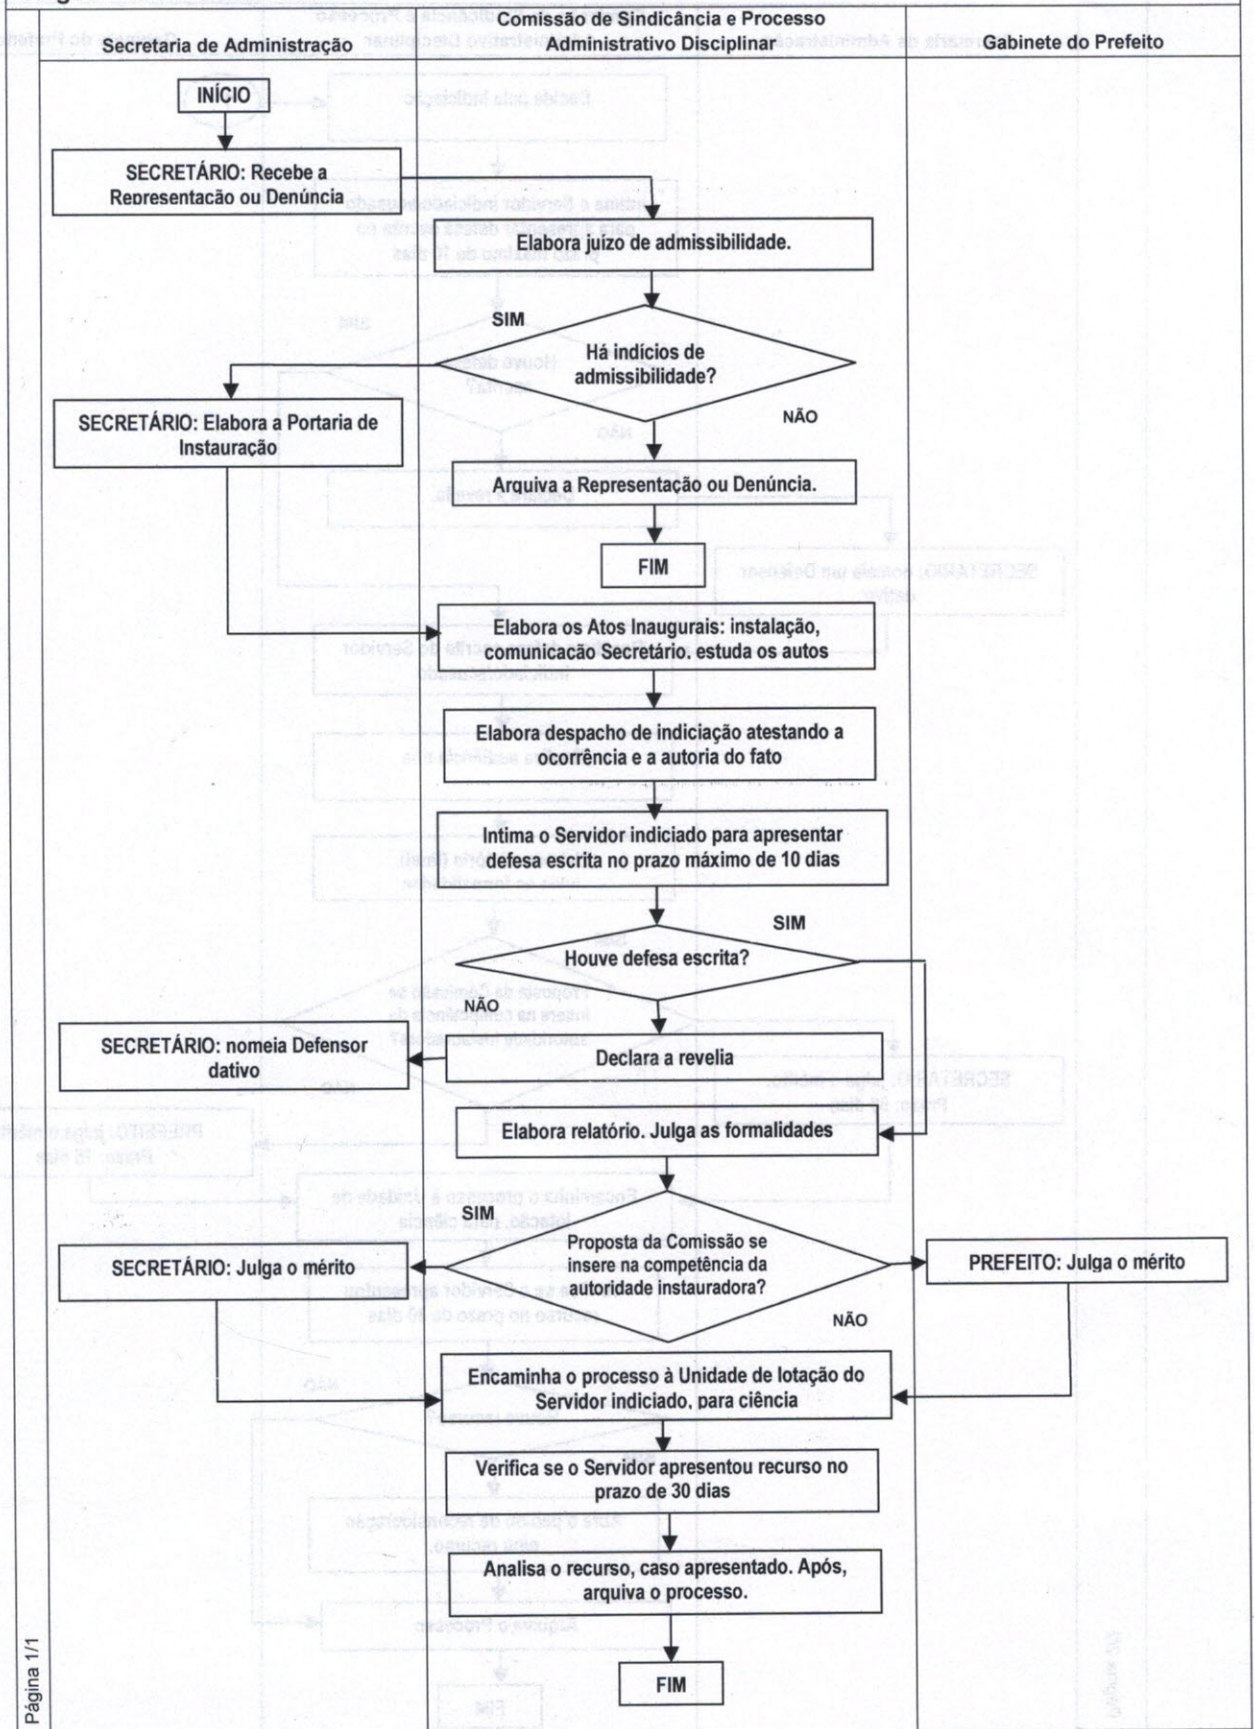 Secretaria de Administração
Comissão de Sindicância e Processo
Administrativo Disciplinar
Gabinete do Prefeito
INÍCIO
SECRETÁRIO: Recebe a
Representação ou Denúncia
Elabora juízo de admissibilidade.
SIM
Há indícios de
admissibilidade?
NÃO
SECRETÁRIO: Elabora a Portaria de
Instauração
Arquiva a Representação ou Denúncia.
FIM
Elabora os Atos Inaugurais: instalação,
comunicação Secretário, estuda os autos
Elabora despacho de indiciação atestando a
ocorrência e a autoria do fato
Intima o Servidor indiciado para apresentar
defesa escrita no prazo máximo de 10 dias
SIM
Houve defesa escrita?
NÃO
SECRETÁRIO: nomeia Defensor
dativo
Declara a revelia
Elabora relatório. Julga as formalidades
SIM
Proposta da Comissão se
insere na competência da
autoridade instauradora?
SECRETÁRIO: Julga o mérito
PREFEITO: Julga o mérito
NÃO
Encaminha o processo à Unidade de lotação do
Servidor indiciado, para ciência
Verifica se o Servidor apresentou recurso no
prazo de 30 dias
Analisa o recurso, caso apresentado. Após,
arquiva o processo.
FIM
Página 1/1